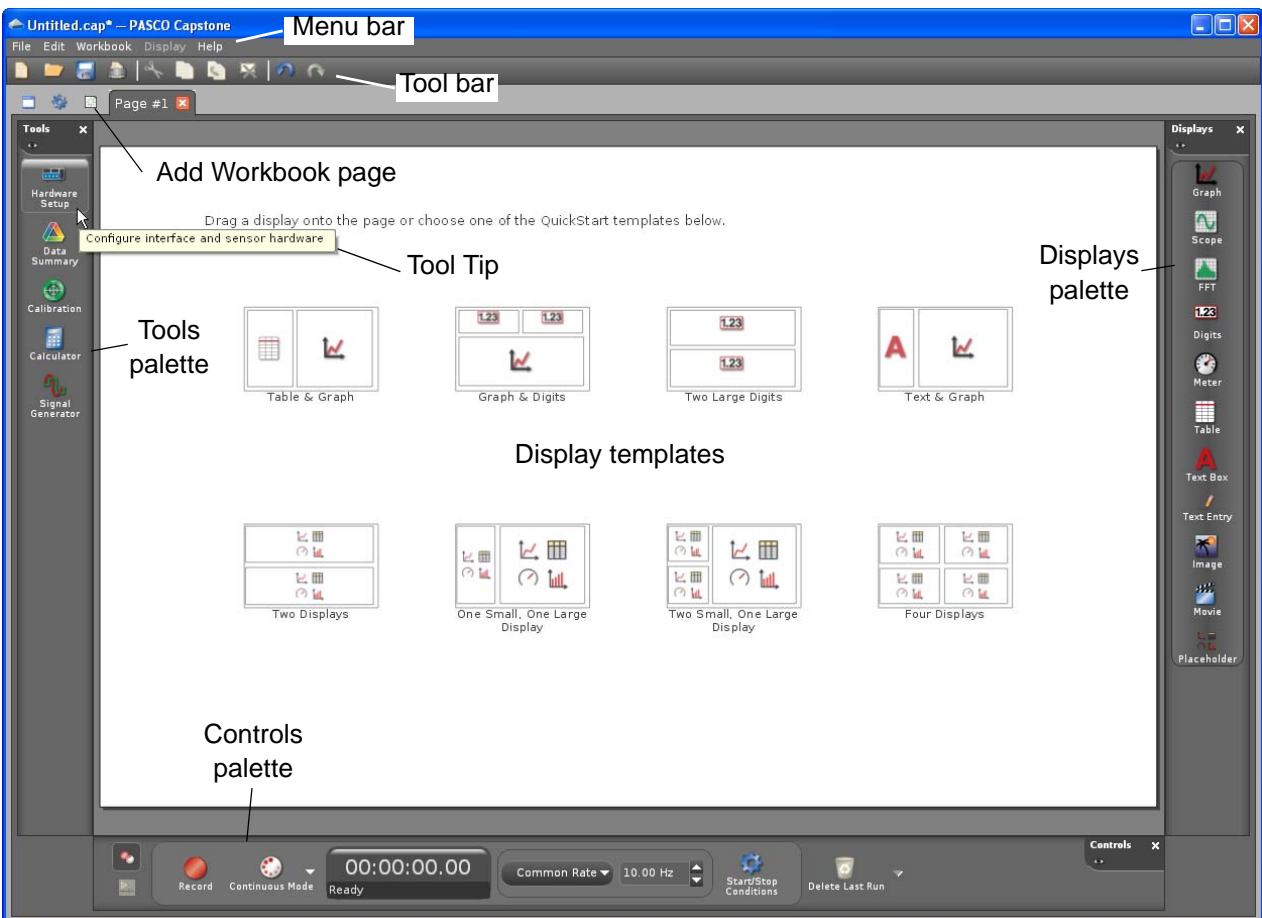 Untitled.cap* — PASCO Capstone
Menu bar
File Edit Workbook Display Help
Tool bar
Page #1
Tools
Displays
Add Workbook page
Hardware
Setup
Drag a display onto the page or choose one of the QuickStart templates below.
Configure interface and sensor hardware
Tool Tip
Data
Summary
Calibration
Calculator
Signal
Generator
Tools
palette
Displays
palette
Graph
Scope
FFT
1.23
Digits
Meter
Table
A
Text Box
Text Entry
Image
Movie
Placeholder
Table & Graph
1.23 1.23
Graph & Digits
1.23
1.23
Two Large Digits
A
Text & Graph
Display templates
Two Displays
One Small, One Large
Display
Two Small, One Large
Display
Four Displays
Controls
palette
Controls
Record
Continuous Mode
00:00:00.00
Ready
Common Rate
10.00 Hz
Start/Stop
Conditions
Delete Last Run